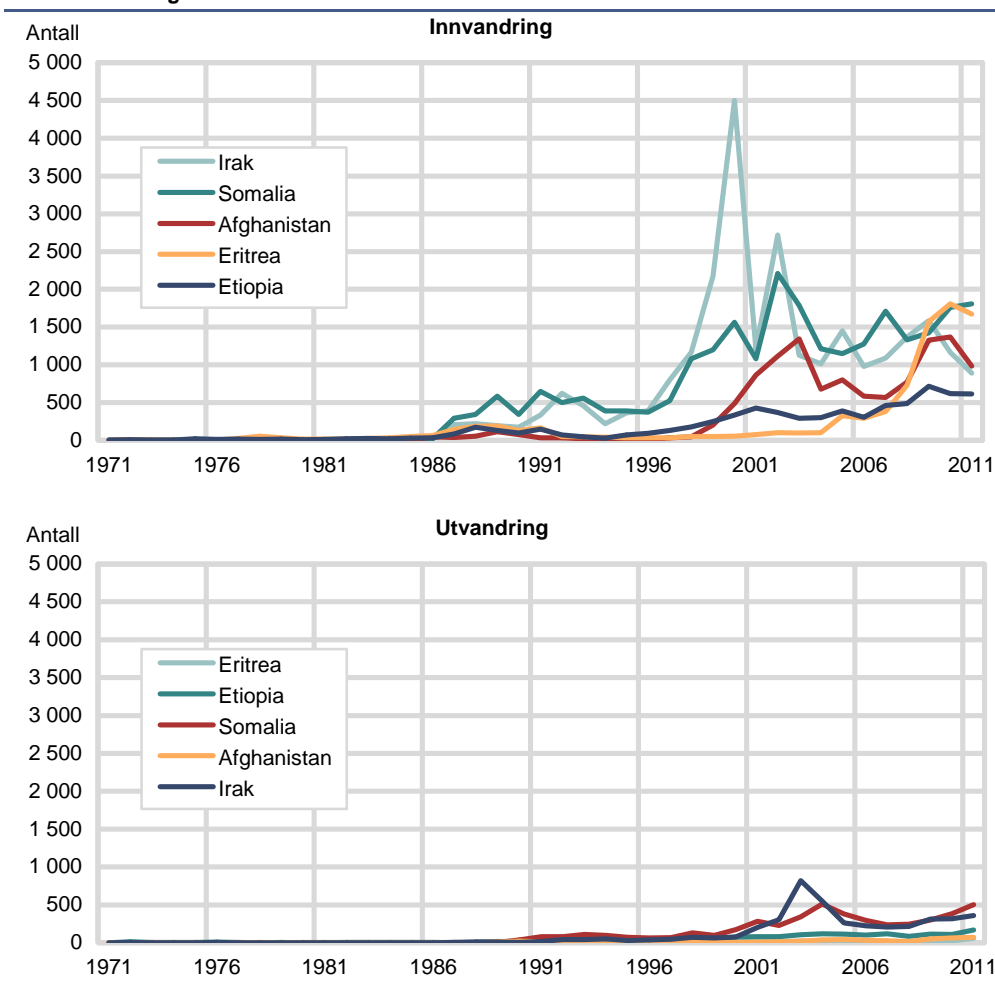 Innvandring
Antall
5 000
4 500
4 000
3 500
3 000
2 500
2 000
1 500
1 000
500
0
Irak
Somalia
Afghanistan
Eritrea
Etiopia
1971 1976 1981 1986 1991 1996 2001 2006 2011
Utvandring
Antall
5 000
4 500
4 000
3 500
3 000
2 500
2 000
1 500
1 000
500
0
Eritrea
Etiopia
Somalia
Afghanistan
Irak
1971 1976 1981 1986 1991 1996 2001 2006 2011